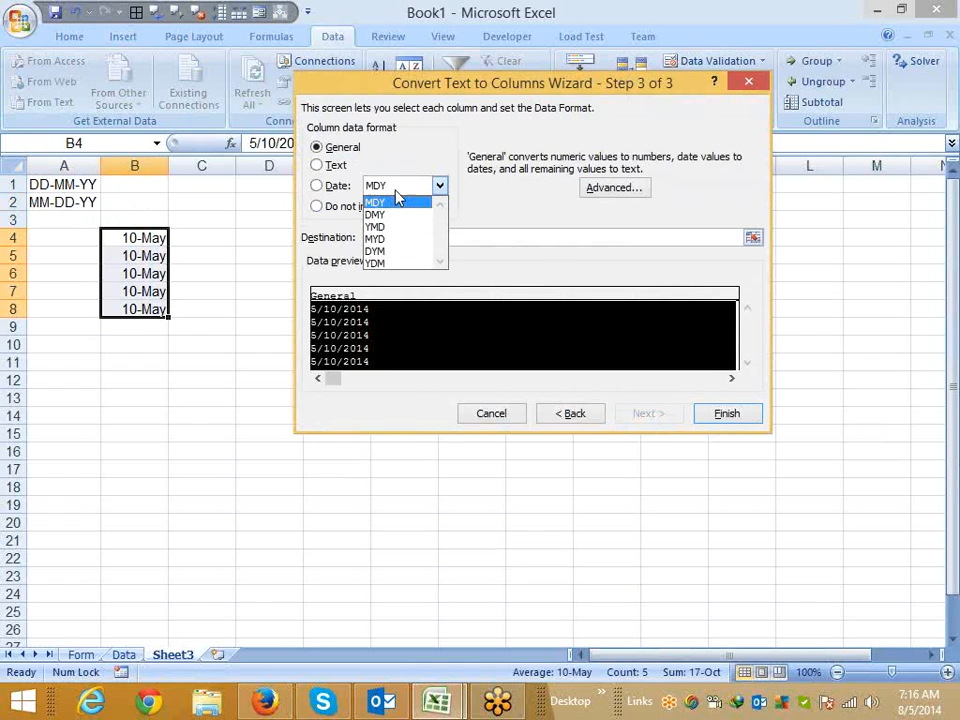 Book1 - Microsoft Excel
Home Insert Page Layout Formulas Data Review View Developer Load Test Team
From Access
From Web
From Text
From Other Sources
Existing Connections
Get External Data
Refresh All
Connections
Clear
Data Validation
Group
Ungroup
Subtotal
Outline
Solver
Analysis
B4
Convert Text to Columns Wizard - Step 3 of 3
This screen lets you select each column and set the Data Format.
Column data format
General
Text
Date: MDY
MDY
DMY
YMD
MYD
DYM
YDM
'General' converts numeric values to numbers, date values to
dates, and all remaining values to text.
Advanced...
Destination:
General
5/10/2014
5/10/2014
5/10/2014
5/10/2014
5/10/2014
Cancel < Back Next > Finish
A B C D L M
1 DD-MM-YY
2 MM-DD-YY
3
4 10-May
5 10-May
6 10-May
7 10-May
8 10-May
9
10
11
12
13
14
15
16
17
18
19
20
21
22
23
24
25
26
Form Data Sheet3
Ready Num Lock Average: 10-May Count: 5 Sum: 17-Oct 100%
Desktop Links 7:16 AM
8/5/2014